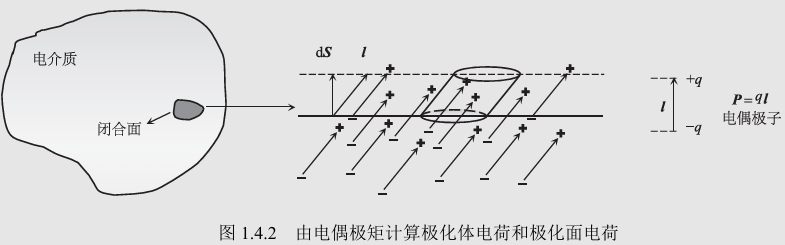 电介质
闭合面
dS
l
l
+q
-q
P=ql
电偶极子
图 1.4.2 由电偶极矩计算极化体电荷和极化面电荷